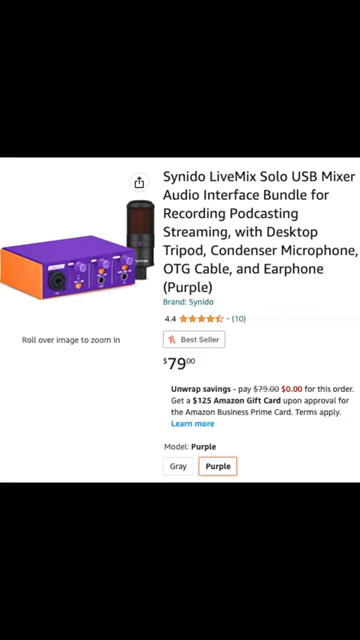 Synido LiveMix Solo USB Mixer
Audio Interface Bundle for
Recording Podcasting
Streaming, with Desktop
Tripod, Condenser Microphone,
OTG Cable, and Earphone
(Purple)
Brand: Synido
4.4 (10)
Roll over image to zoom in
Best Seller
$7900
Unwrap savings - pay $79.00 $0.00 for this order.
Get a $125 Amazon Gift Card upon approval for
the Amazon Business Prime Card. Terms apply.
Learn more
Model: Purple
Gray Purple